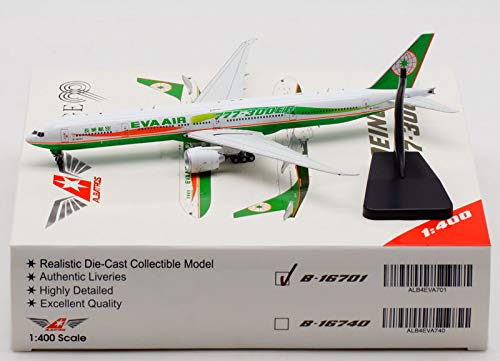 長榮航空 EVA AIR 777-300ER
ALBATROS
1:400
★ Realistic Die-Cast Collectible Model
★ Authentic Liveries
★ Highly Detailed
★ Excellent Quality
1:400 Scale
✓ B-16701
ALB4EVA701
B-16740
ALB4EVA740